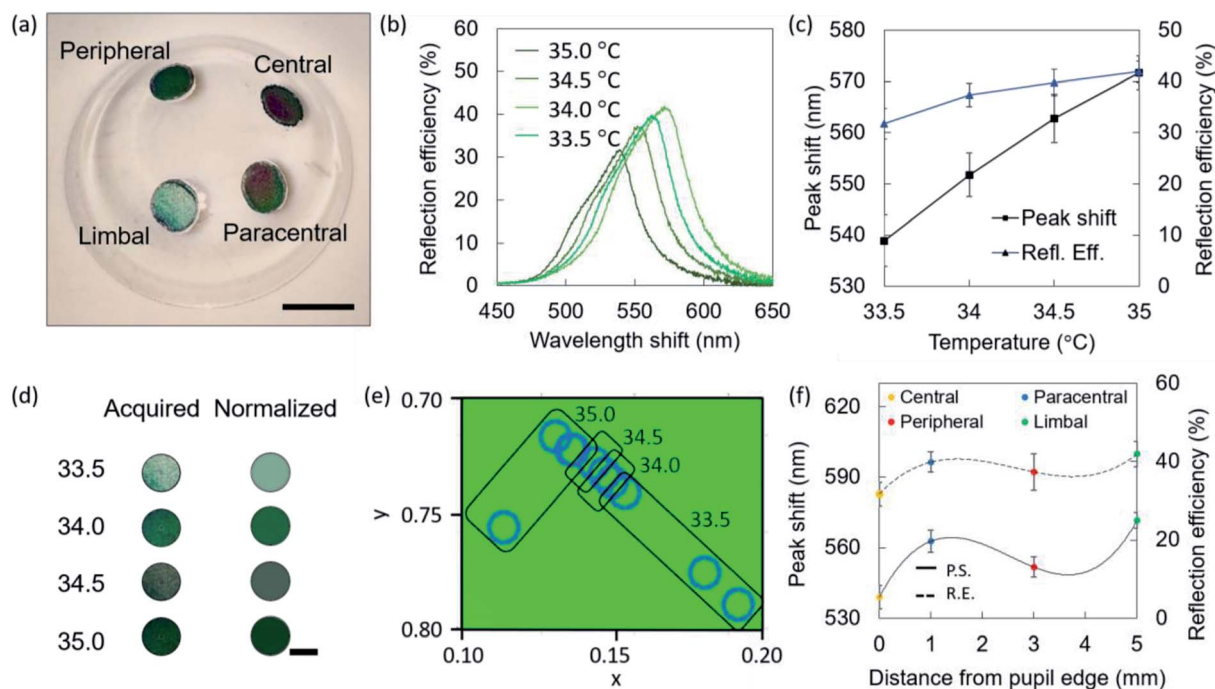 (a)
Peripheral
Central
Limbal
Paracentral
(b)
Reflection efficiency (%)
60
50
40
30
20
10
0
35.0 °C
34.5 °C
34.0 °C
33.5 °C
450 500 550 600 650
Wavelength shift (nm)
(c)
Peak shift (nm)
580
570
560
550
540
530
Peak shift
Refl. Eff.
50
40
30
20
10
0
Reflection efficiency (%)
33.5 34 34.5 35
Temperature (°C)
(d)
Acquired Normalized
33.5
34.0
34.5
35.0
(e)
0.70
0.75
0.80
y
35.0
34.5
34.0
33.5
0.10 0.15 0.20
x
(f)
Peak shift (nm)
620
590
560
530
Central Paracentral
Peripheral Limbal
P.S.
R.E.
60
40
20
0
Reflection efficiency (%)
0 1 2 3 4 5
Distance from pupil edge (mm)